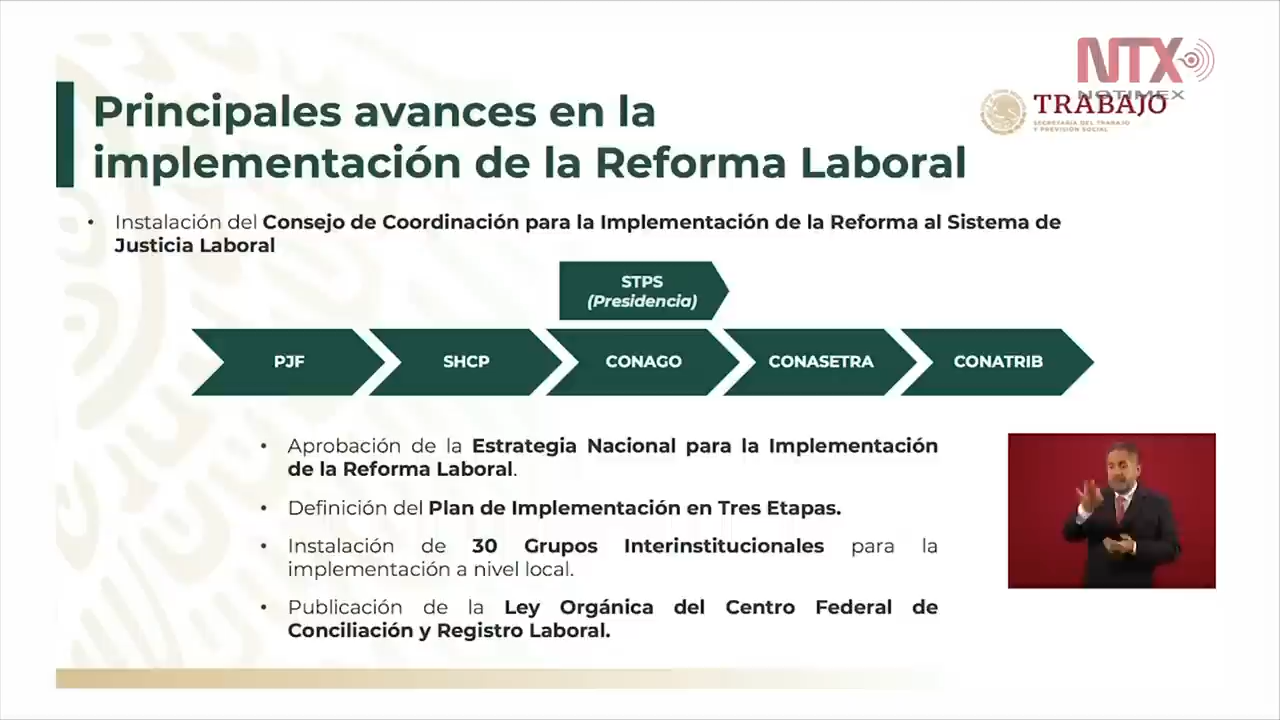 NTX
NOTIMEX
TRABAJO
SECRETARÍA DEL TRABAJO
Y PREVISIÓN SOCIAL
Principales avances en la
implementación de la Reforma Laboral
• Instalación del Consejo de Coordinación para la Implementación de la Reforma al Sistema de
Justicia Laboral
STPS
(Presidencia)
PJF
SHCP
CONAGO
CONASETRA
CONATRIB
• Aprobación de la Estrategia Nacional para la Implementación
de la Reforma Laboral.
• Definición del Plan de Implementación en Tres Etapas.
• Instalación de 30 Grupos Interinstitucionales para la
implementación a nivel local.
• Publicación de la Ley Orgánica del Centro Federal de
Conciliación y Registro Laboral.